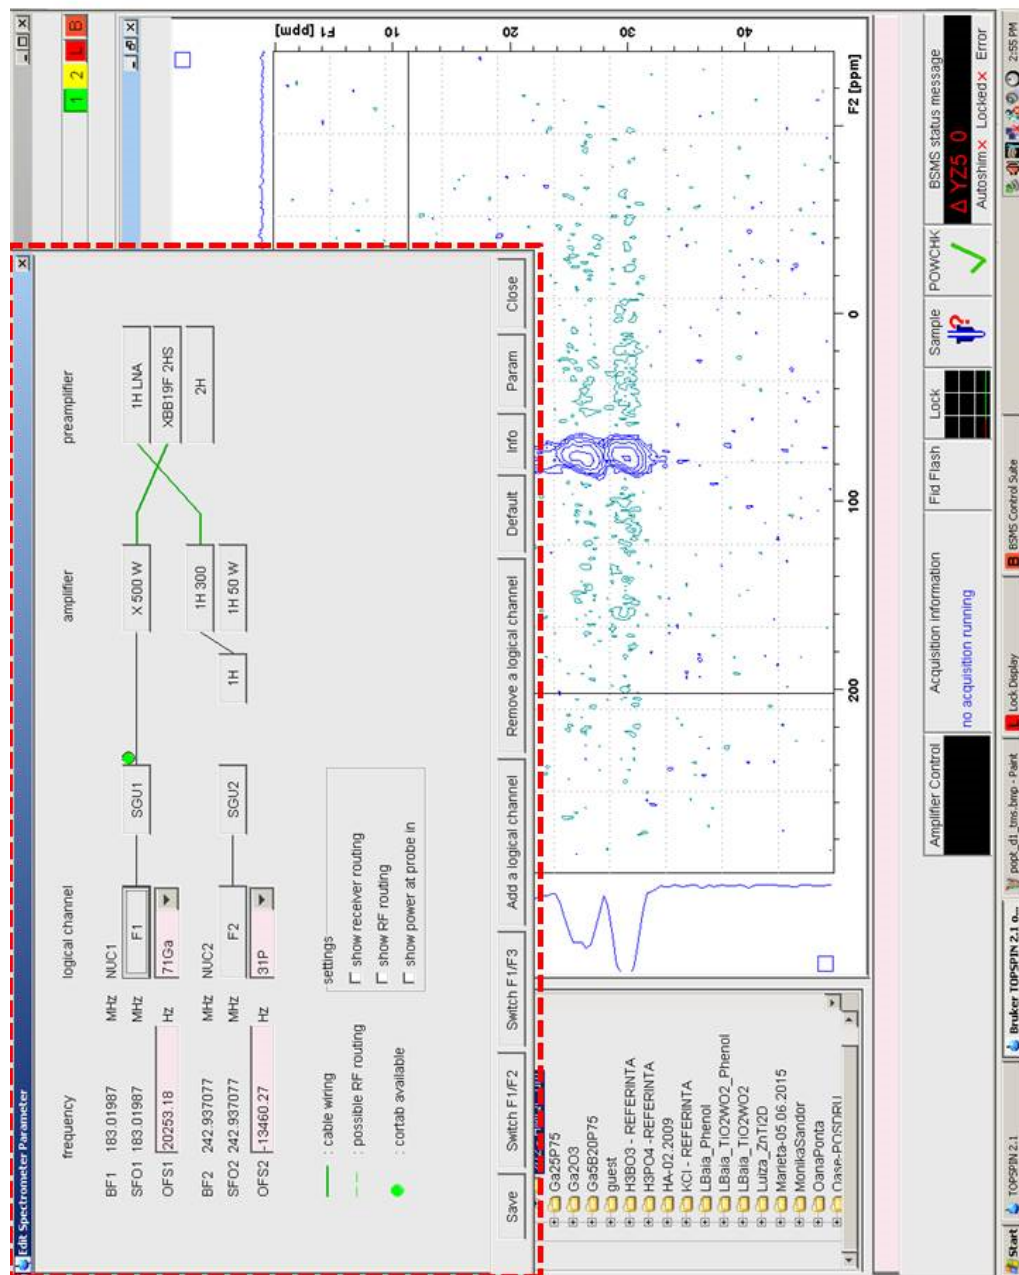 Edit Spectrometer Parameter
frequency
logical channel
amplifier
preamplifier
BF1 183.01987 MHz NUC1
SFO1 183.01987 MHz F1 SGU1 X 500 W 1H LNA
OFS1 20253.18 Hz 71Ga
XBB19F 2HS
BF2 242.937077 MHz NUC2
1H 300
2H
SFO2 242.937077 MHz F2 SGU2 1H 1H 50 W
OFS2 -13460.27 Hz 31P
: cable wiring
: possible RF routing
: cortab available
settings
show receiver routing
show RF routing
show power at probe in
Save Switch F1/F2 Switch F1/F3 Add a logical channel Remove a logical channel Default Info Param Close
1 2 L B
F1 [ppm]
10
20
30
40
F2 [ppm]
200 100 0
Ga25P75
Ga2O3
Ga5B20P75
guest
H3BO3 - REFERINTA
H3PO4 -REFERINTA
HA-02.2009
KCl - REFERINTA
LBaia_Phenol
LBaia_TiO2WO2_Phenol
LBaia_TiO2WO2
Luiza_ZnTi2D
Marieta-05.06.2015
MonikaSandor
OanaPonta
Amplifier Control
Acquisition information
no acquisition running
Fid Flash
Lock
Sample
?
POWCHK
BSMS status message
Δ YZ5 0
Autoshim Locked Error
Start
TOPSPIN 2.1
Bruker TOPSPIN 2.1 o...
popt_d1_tms.bmp - Paint
Lock Display
BSMS Control Suite
2:55 PM